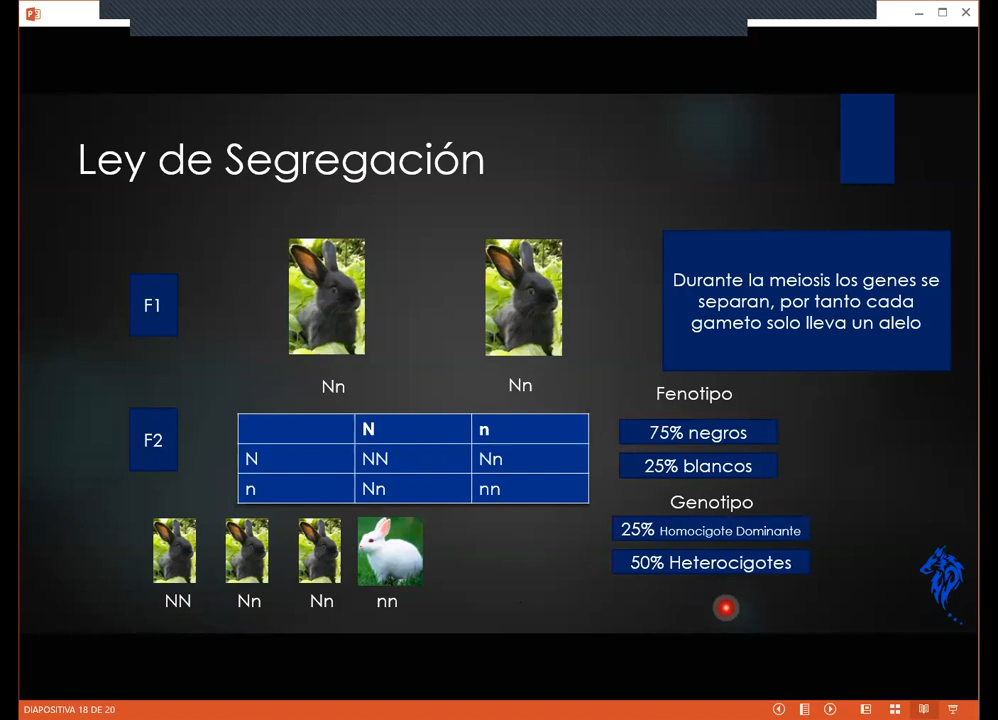 Ley de Segregación
F1
Nn
Nn
Durante la meiosis los genes se
separan, por tanto cada
gameto solo lleva un alelo
F2
N n
N NN Nn
n Nn nn
NN
Nn
Nn
nn
Fenotipo
75% negros
25% blancos
Genotipo
25% Homocigote Dominante
50% Heterocigotes
DIAPOSITIVA 18 DE 20